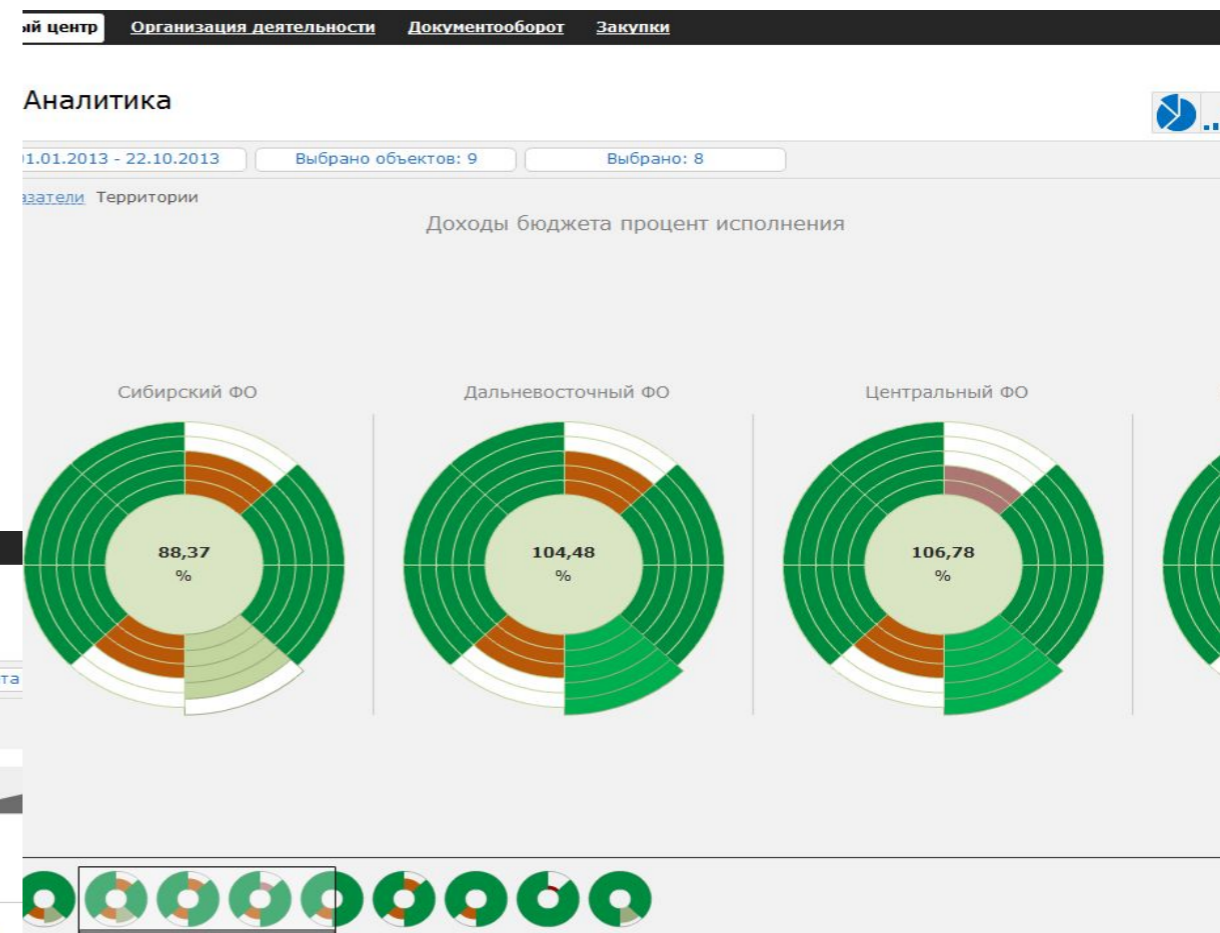 ый центр Организация деятельности Документооборот Закупки
Аналитика
1.01.2013 - 22.10.2013 Выбрано объектов: 9 Выбрано: 8
азатели Территории
Доходы бюджета процент исполнения
Сибирский ФО Дальневосточный ФО Центральный ФО
88,37 104,48 106,78
% % %
та